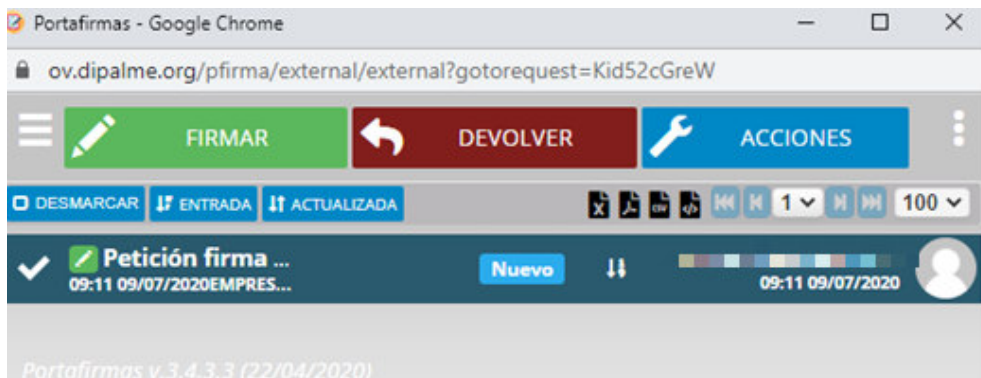 Portafirmas - Google Chrome
ov.dipalme.org/pfirma/external/external?gotorequest=Kid52cGreW
FIRMAR DEVOLVER ACCIONES
DESMARCAR ENTRADA ACTUALIZADA X CSV 1 100
Petición firma ... Nuevo
09:11 09/07/2020EMPRES... 09:11 09/07/2020
Portafirmas v.3.4.3.3 (22/04/2020)